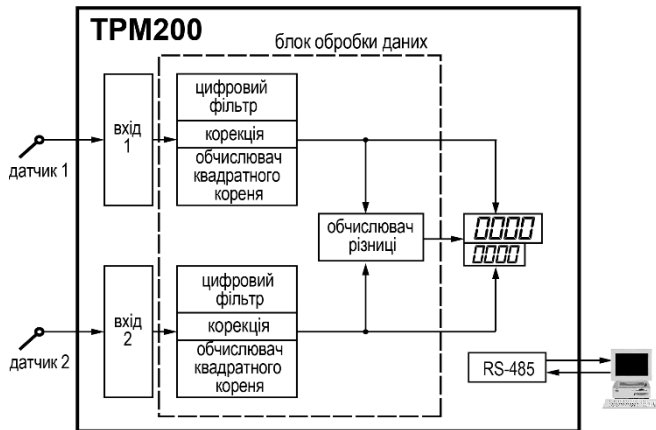 ТРМ200
блок обробки даних
цифровий
фільтр
корекція
обчислювач
квадратного
кореня
вхід
1
датчик 1
обчислювач
різниці
0000
0000
цифровий
фільтр
корекція
обчислювач
квадратного
кореня
вхід
2
датчик 2
RS-485